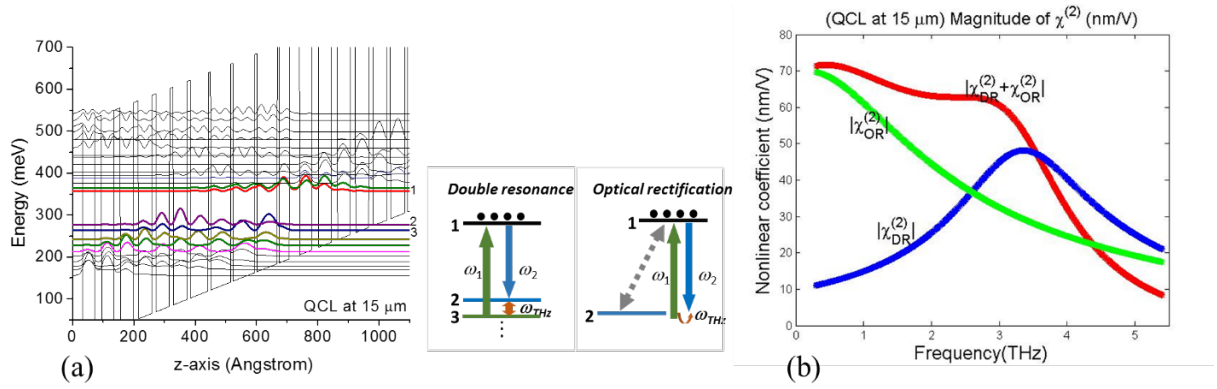 700
600
500
400
300
200
100
Energy (meV)
1
2
3
QCL at 15 µm
0 200 400 600 800 1000
z-axis (Angstrom)
(a)
Double resonance
1
ω1
ω2
2
3
ωTHz
⋮
Optical rectification
1
ω1
ω2
2
ωTHz
(QCL at 15 µm) Magnitude of χ(2) (nm/V)
80
70
60
50
40
30
20
10
0
Nonlinear coefficient (nm/V)
|χ(2)DR+χ(2)OR|
|χ(2)OR|
|χ(2)DR|
0 1 2 3 4 5
Frequency(THz)
(b)